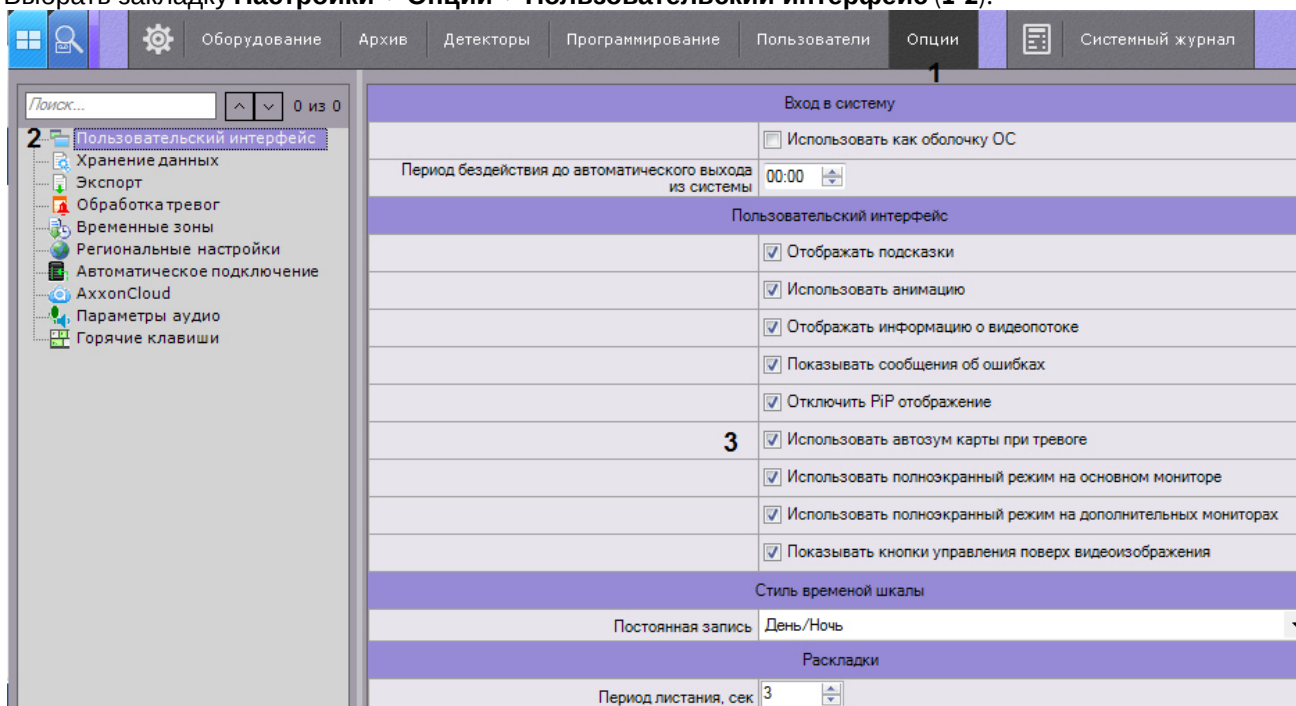 Выбрать закладку Настройки → Опции → Пользовательский интерфейс (1-2).
Оборудование Архив Детекторы Программирование Пользователи Опции Системный журнал
1
Поиск... 0 из 0
2 Пользовательский интерфейс
Хранение данных
Экспорт
Обработка тревог
Временные зоны
Региональные настройки
Автоматическое подключение
AxxonCloud
Параметры аудио
Горячие клавиши
Вход в систему
Использовать как оболочку ОС
Период бездействия до автоматического выхода
из системы 00:00
Пользовательский интерфейс
Отображать подсказки
Использовать анимацию
Отображать информацию о видеопотоке
Показывать сообщения об ошибках
Отключить PiP отображение
3 Использовать автозум карты при тревоге
Использовать полноэкранный режим на основном мониторе
Использовать полноэкранный режим на дополнительных мониторах
Показывать кнопки управления поверх видеоизображения
Стиль временой шкалы
Постоянная запись День/Ночь
Раскладки
Период листания, сек 3